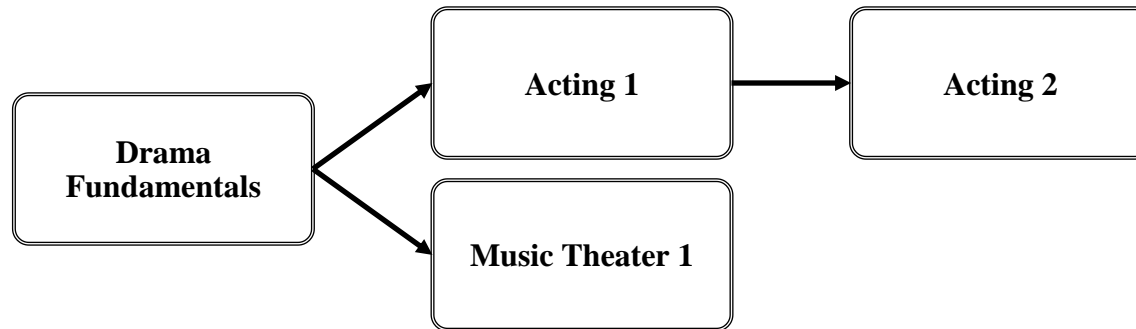 Drama
Fundamentals
Acting 1
Acting 2
Music Theater 1